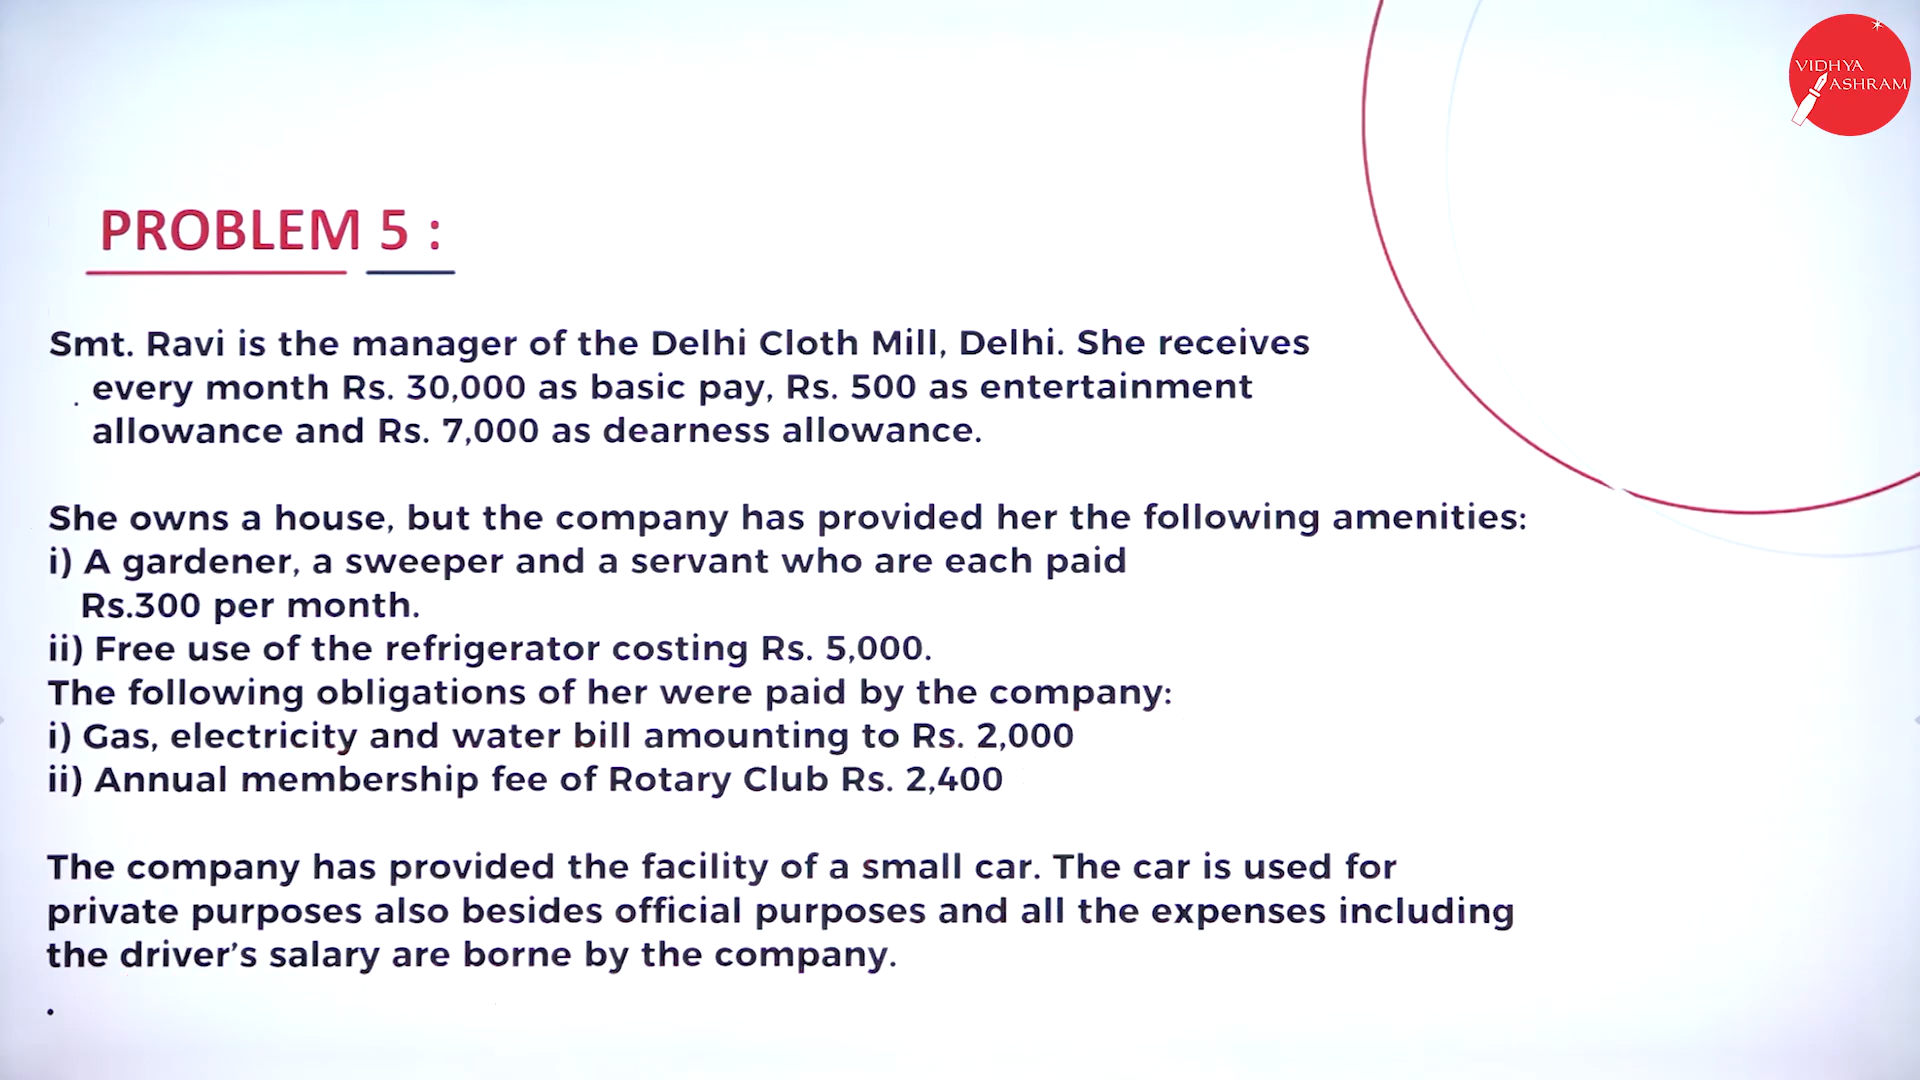 VIDHYA
ASHRAM
PROBLEM 5 :
Smt. Ravi is the manager of the Delhi Cloth Mill, Delhi. She receives
every month Rs. 30,000 as basic pay, Rs. 500 as entertainment
allowance and Rs. 7,000 as dearness allowance.
She owns a house, but the company has provided her the following amenities:
i) A gardener, a sweeper and a servant who are each paid
Rs.300 per month.
ii) Free use of the refrigerator costing Rs. 5,000.
The following obligations of her were paid by the company:
i) Gas, electricity and water bill amounting to Rs. 2,000
ii) Annual membership fee of Rotary Club Rs. 2,400
The company has provided the facility of a small car. The car is used for
private purposes also besides official purposes and all the expenses including
the driver’s salary are borne by the company.
.